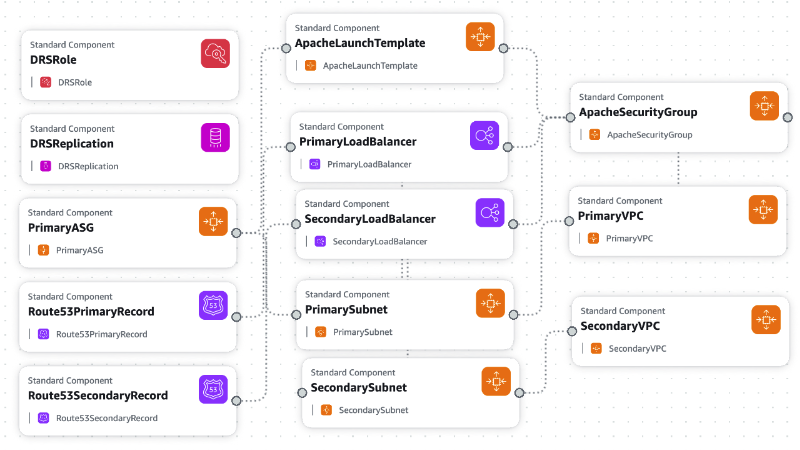 Standard Component
DRSRole
DRSRole
Standard Component
DRSReplication
DRSReplication
Standard Component
PrimaryASG
PrimaryASG
Standard Component
Route53PrimaryRecord
53
Route53PrimaryRecord
Standard Component
Route53SecondaryRecord
53
Route53SecondaryRecord
Standard Component
ApacheLaunchTemplate
ApacheLaunchTemplate
Standard Component
PrimaryLoadBalancer
PrimaryLoadBalancer
Standard Component
SecondaryLoadBalancer
SecondaryLoadBalancer
Standard Component
PrimarySubnet
PrimarySubnet
Standard Component
SecondarySubnet
SecondarySubnet
Standard Component
ApacheSecurityGroup
ApacheSecurityGroup
Standard Component
PrimaryVPC
PrimaryVPC
Standard Component
SecondaryVPC
SecondaryVPC